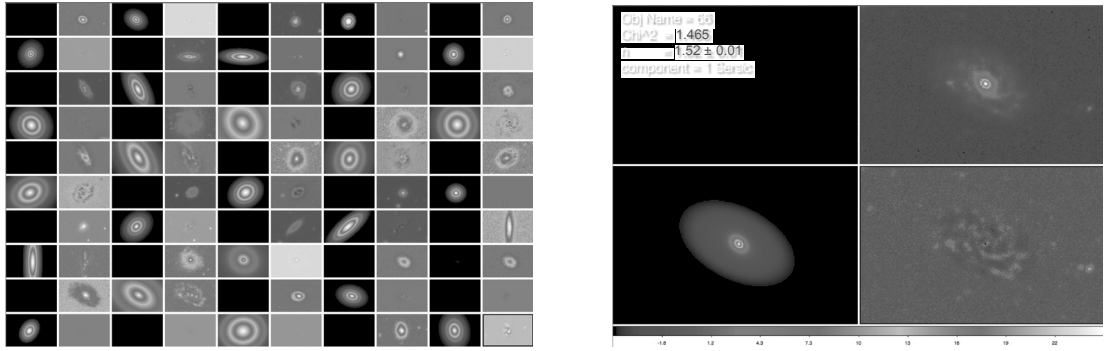 Obj Name = 66
Chi^2 = 1.465
n = 1.52 ± 0.01
component = 1 Sersic
-1.6 1.2 4.3 7.3 10 13 16 19 22